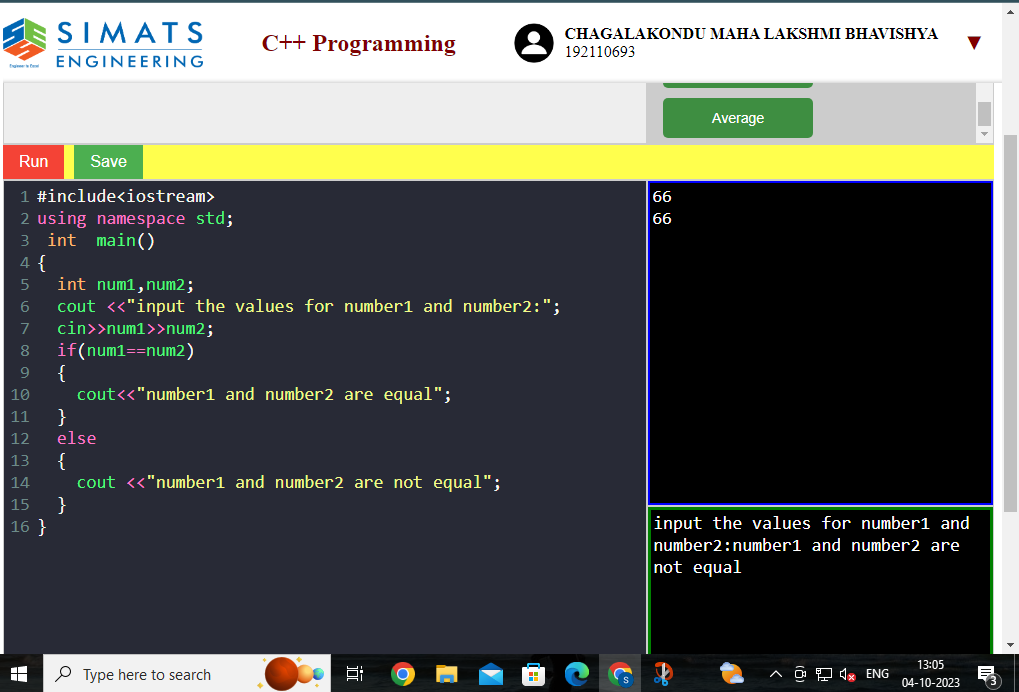 SIMATS
ENGINEERING
Engineer to Excel
C++ Programming
CHAGALAKONDU MAHA LAKSHMI BHAVISHYA
192110693
Average
Run
Save
1 #include<iostream>
2 using namespace std;
3  int  main()
4 {
5   int num1,num2;
6   cout <<"input the values for number1 and number2:";
7   cin>>num1>>num2;
8   if(num1==num2)
9   {
10     cout<<"number1 and number2 are equal";
11   }
12   else
13   {
14     cout <<"number1 and number2 are not equal";
15   }
16 }
66
66
input the values for number1 and
number2:number1 and number2 are
not equal
Type here to search
S
ENG
13:05
04-10-2023
3